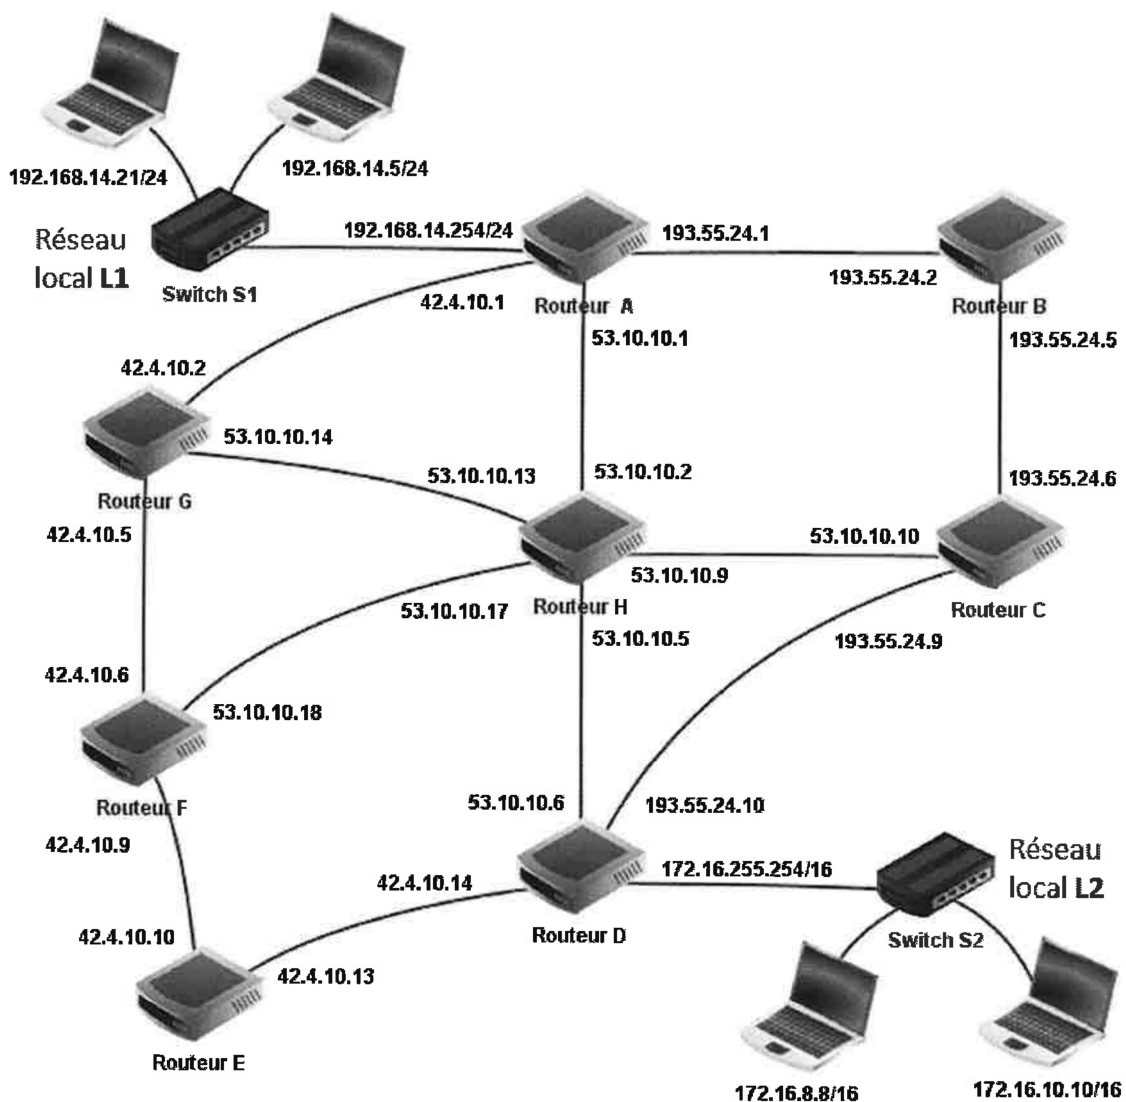 192.168.14.21/24
192.168.14.5/24
Réseau
local L1
Switch S1
192.168.14.254/24
193.55.24.1
193.55.24.2
Routeur A
Routeur B
42.4.10.1
53.10.10.1
193.55.24.5
42.4.10.2
53.10.10.14
53.10.10.13
53.10.10.2
193.55.24.6
Routeur G
42.4.10.5
53.10.10.10
53.10.10.9
Routeur H
Routeur C
53.10.10.17
53.10.10.5
193.55.24.9
42.4.10.6
53.10.10.18
Routeur F
53.10.10.6
193.55.24.10
42.4.10.9
42.4.10.14
172.16.255.254/16
Réseau
local L2
Routeur D
Switch S2
42.4.10.10
42.4.10.13
Routeur E
172.16.8.8/16
172.16.10.10/16